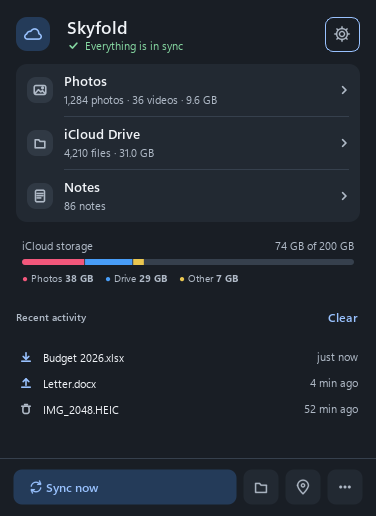 Skyfold
Everything is in sync
Photos
1,284 photos · 36 videos · 9.6 GB
iCloud Drive
4,210 files · 31.0 GB
Notes
86 notes
iCloud storage 74 GB of 200 GB
Photos 38 GB Drive 29 GB Other 7 GB
Recent activity Clear
Budget 2026.xlsx just now
Letter.docx 4 min ago
IMG_2048.HEIC 52 min ago
Sync now